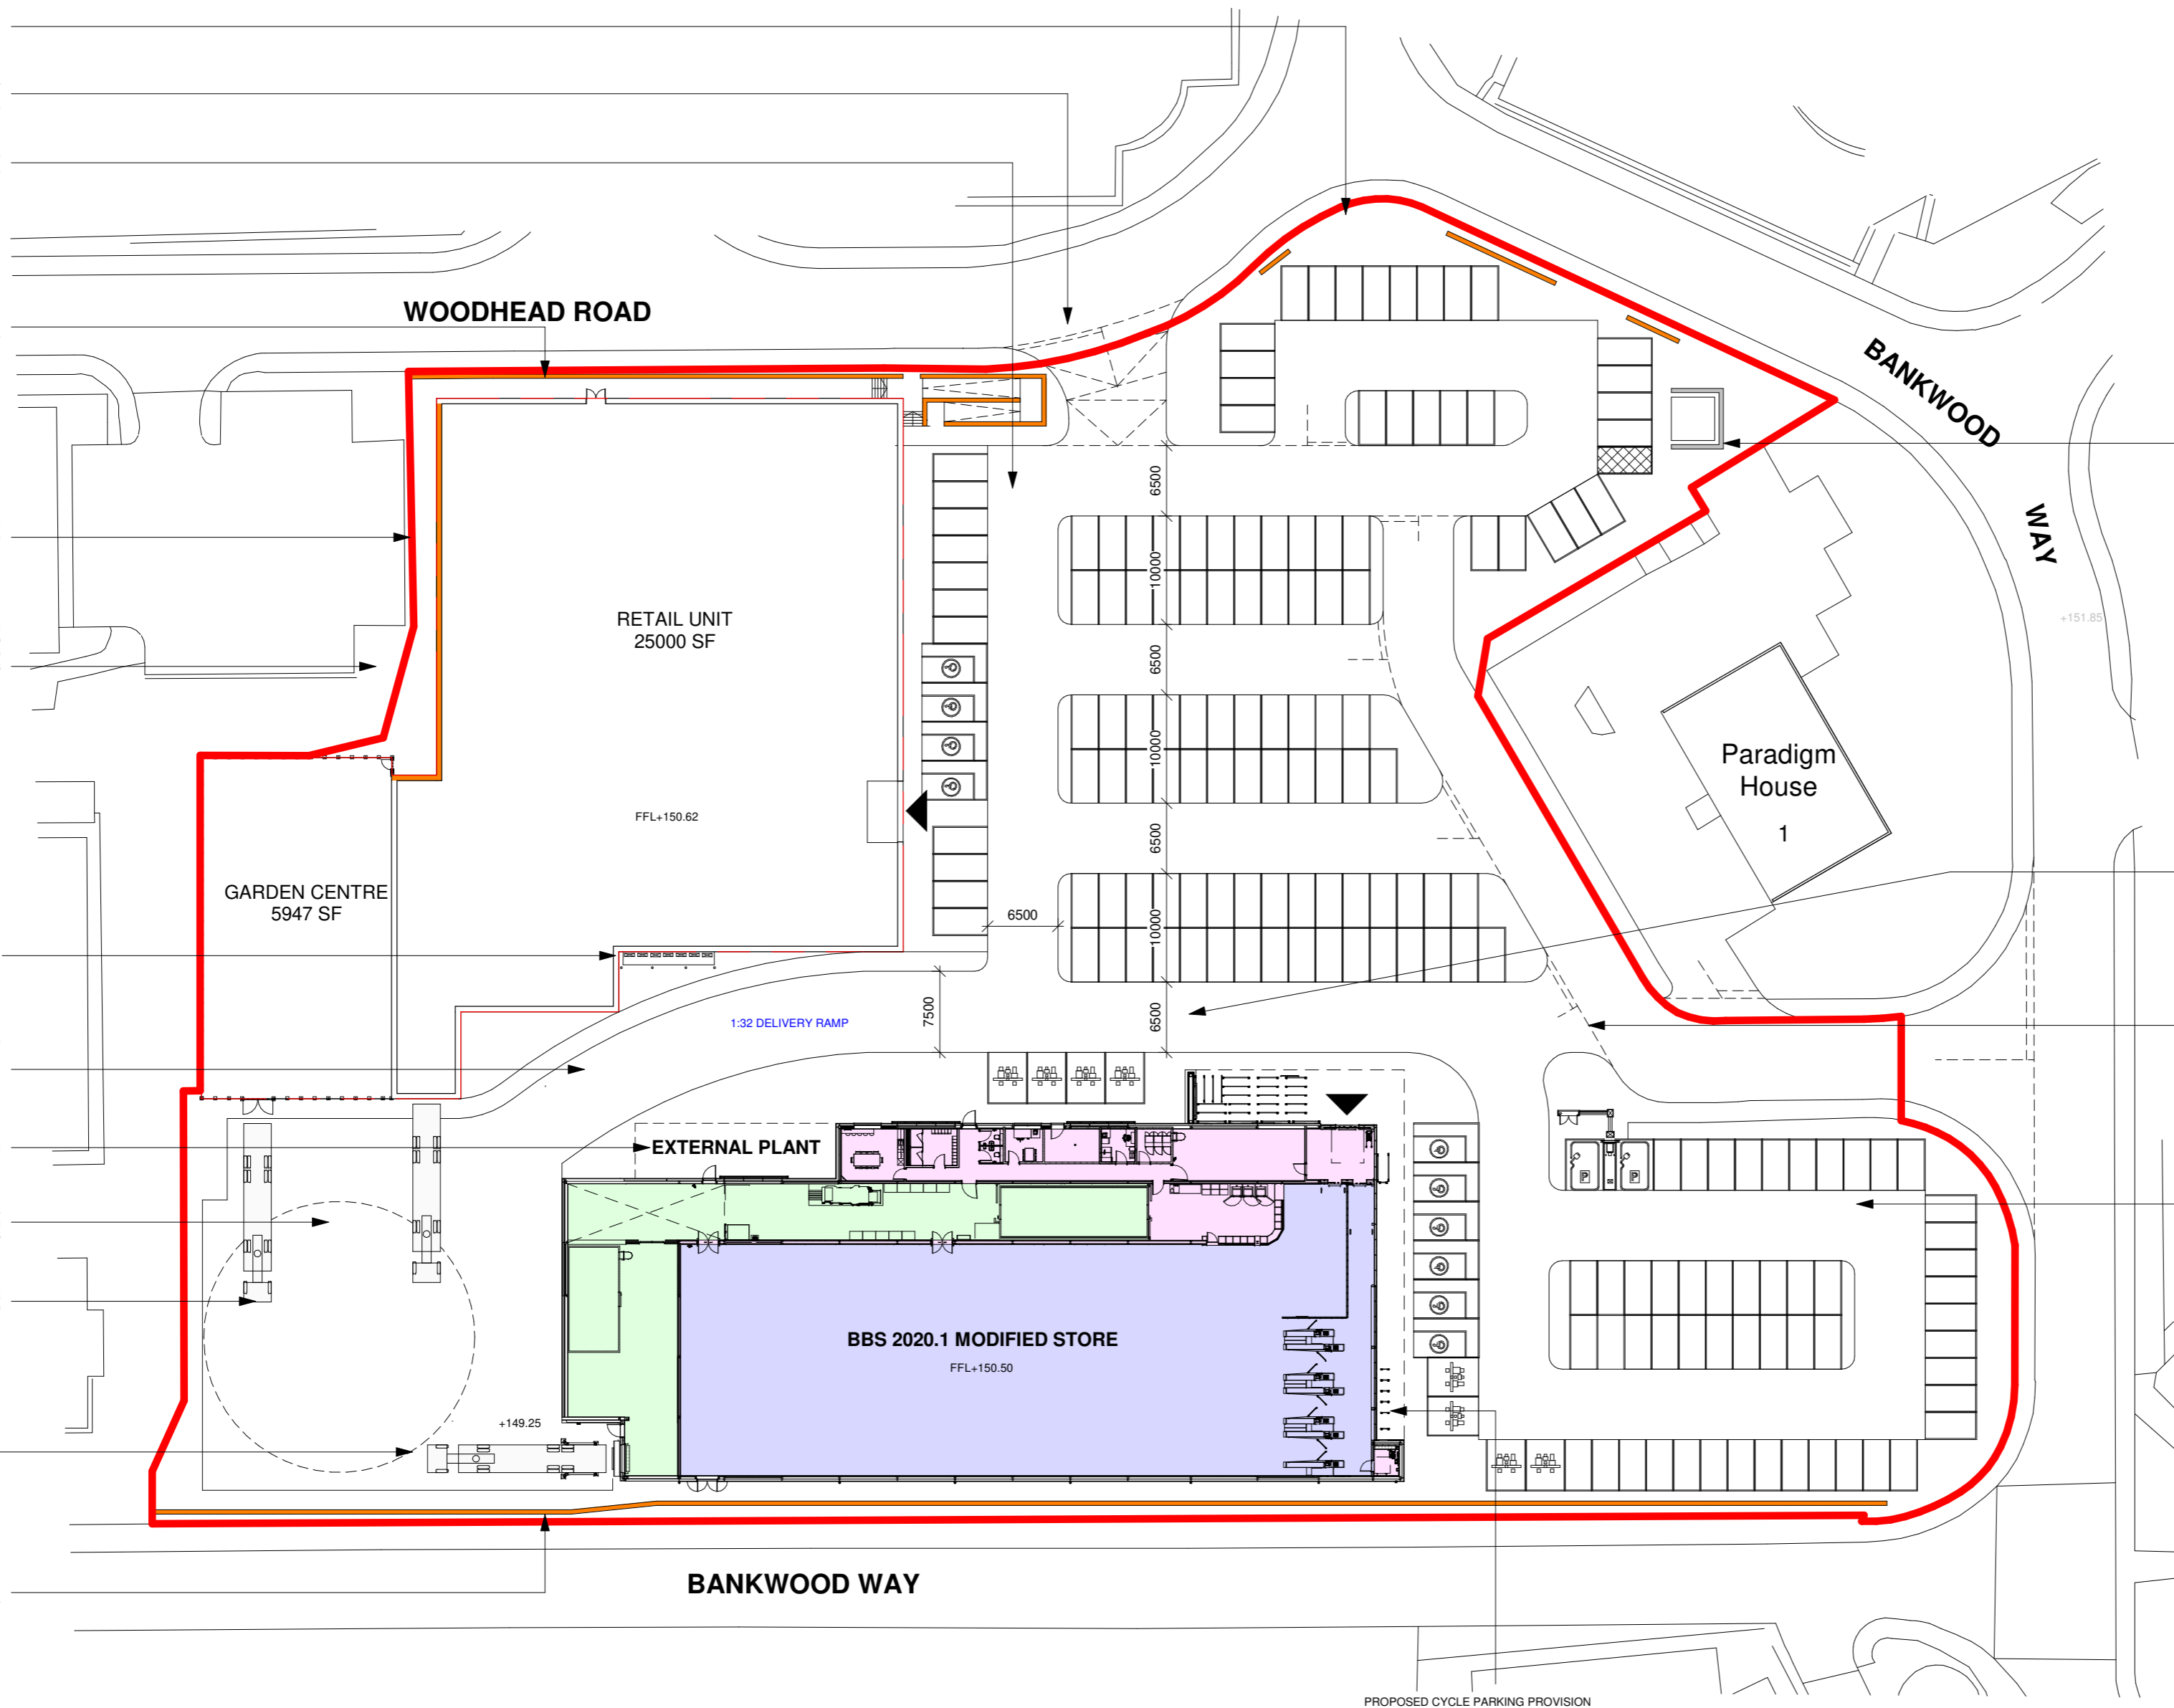 WOODHEAD ROAD
BANKWOOD
WAY
6500
10000
RETAIL UNIT
25000 SF
+151.85
6500
10000
Paradigm
House
1
FFL+150.62
6500
GARDEN CENTRE
5947 SF
6500
10000
7500
6500
1:32 DELIVERY RAMP
EXTERNAL PLANT
P
P
BBS 2020.1 MODIFIED STORE
FFL+150.50
+149.25
BANKWOOD WAY
PROPOSED CYCLE PARKING PROVISION